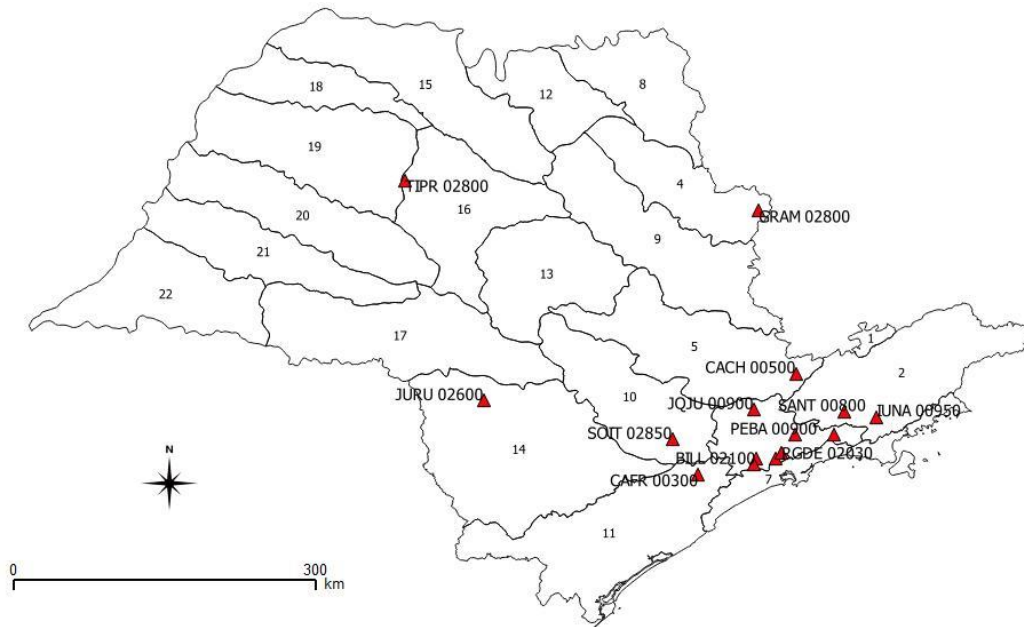 8
15
18
12
19
4
TIPR 02800
16
GRAM 02800
20
9
21
13
22
17
1
5
CACH 00500
2
JURU 02600
10
JQJU 00900
SANT 00800
IUNA 00950
PEBA 00900
SOIT 02850
14
BILL 02100
RGDE 02030
N
CAFR 00300
7
11
0
300
km